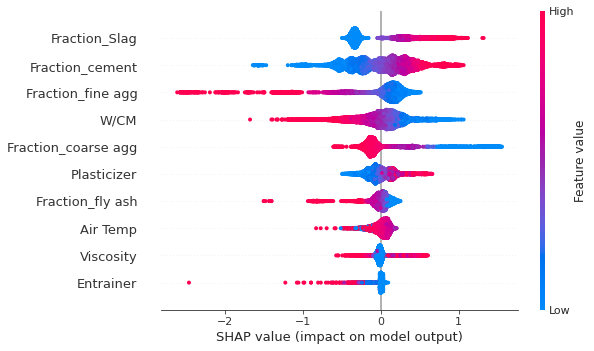 High
Fraction_Slag
Fraction_cement
Fraction_fine agg
W/CM
Fraction_coarse agg
Plasticizer
Fraction_fly ash
Air Temp
Viscosity
Entrainer
Feature value
Low
−2 −1 0 1
SHAP value (impact on model output)